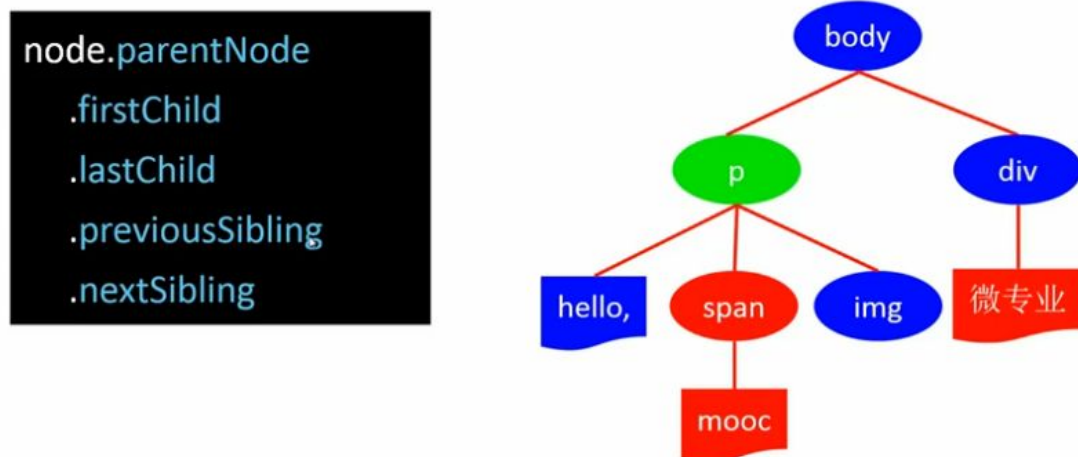 node.parentNode
.firstChild
.lastChild
.previousSibling
.nextSibling
body
p
div
hello,
span
img
微专业
mooc